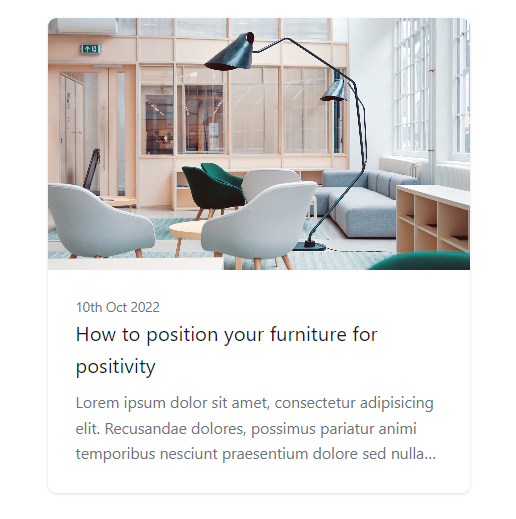 10th Oct 2022
How to position your furniture for
positivity
Lorem ipsum dolor sit amet, consectetur adipisicing
elit. Recusandae dolores, possimus pariatur animi
temporibus nesciunt praesentium dolore sed nulla...